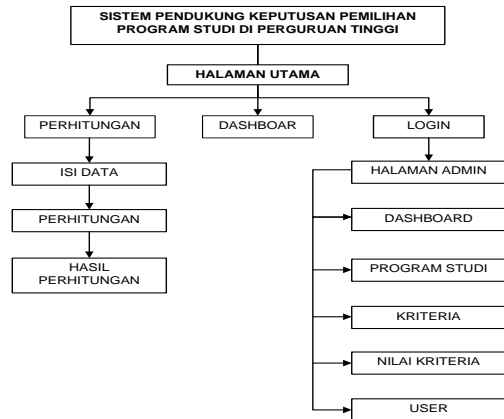 SISTEM PENDUKUNG KEPUTUSAN PEMILIHAN
PROGRAM STUDI DI PERGURUAN TINGGI
HALAMAN UTAMA
PERHITUNGAN
DASHBOAR
LOGIN
ISI DATA
HALAMAN ADMIN
PERHITUNGAN
DASHBOARD
HASIL
PERHITUNGAN
PROGRAM STUDI
KRITERIA
NILAI KRITERIA
USER